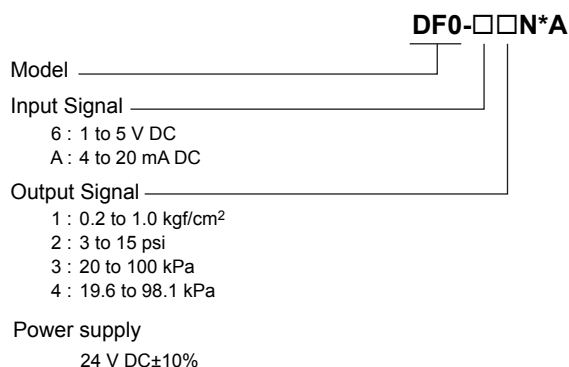 DF0-□□N*A
Model
Input Signal
6 : 1 to 5 V DC
A : 4 to 20 mA DC
Output Signal
1 : 0.2 to 1.0 kgf/cm²
2 : 3 to 15 psi
3 : 20 to 100 kPa
4 : 19.6 to 98.1 kPa
Power supply
24 V DC±10%